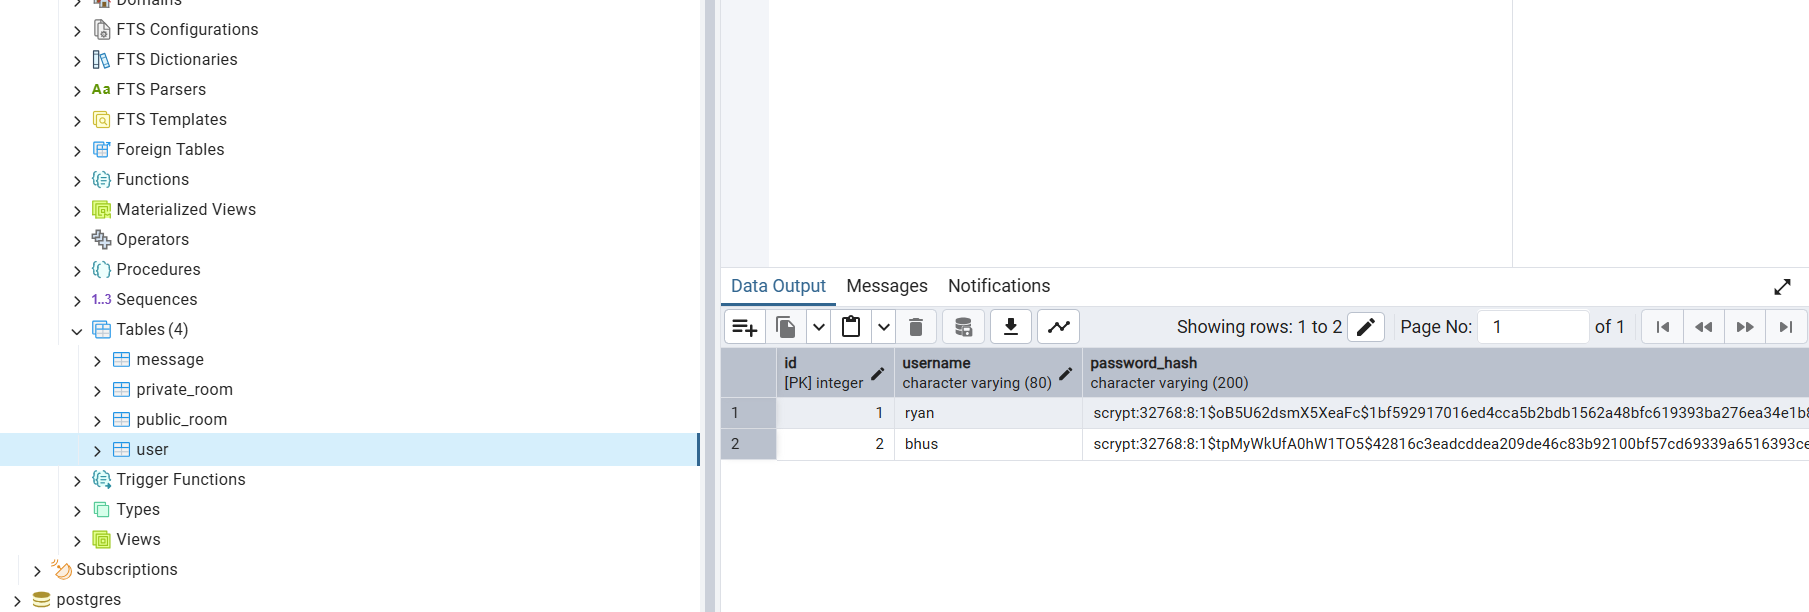 Domains
FTS Configurations
FTS Dictionaries
Aa FTS Parsers
FTS Templates
Foreign Tables
Functions
Materialized Views
Operators
Procedures
1..3 Sequences
Tables (4)
message
private_room
public_room
user
Trigger Functions
Types
Views
Subscriptions
postgres
Data Output Messages Notifications
Showing rows: 1 to 2 Page No: 1 of 1
id username password_hash
[PK] integer character varying (80) character varying (200)
1 1 ryan scrypt:32768:8:1$oB5U62dsmX5XeaFc$1bf592917016ed4cca5b2bdb1562a48bfc619393ba276ea34e1b8
2 2 bhus scrypt:32768:8:1$tpMyWkUfA0hW1TO5$42816c3eadcddea209de46c83b92100bf57cd69339a6516393ce